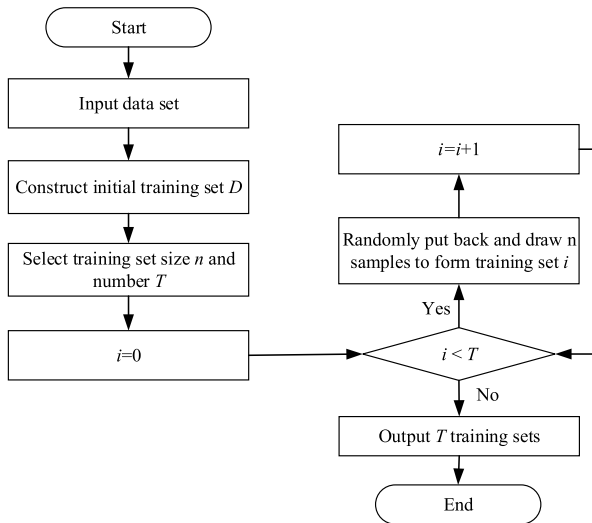 Start
Input data set
Construct initial training set D
Select training set size n and
number T
i=0
i=i+1
Randomly put back and draw n
samples to form training set i
Yes
i < T
No
Output T training sets
End